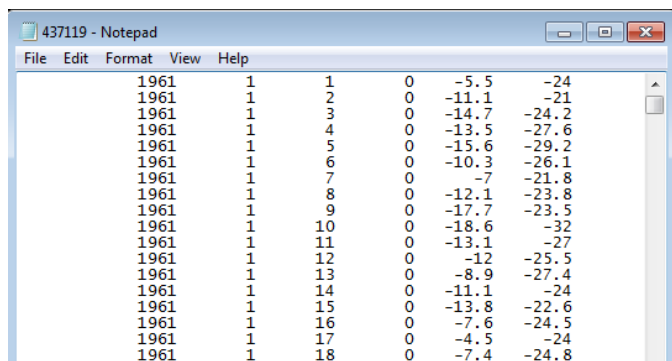 437119 - Notepad
File Edit Format View Help
1961 1 1 0 -5.5 -24
1961 1 2 0 -11.1 -21
1961 1 3 0 -14.7 -24.2
1961 1 4 0 -13.5 -27.6
1961 1 5 0 -15.6 -29.2
1961 1 6 0 -10.3 -26.1
1961 1 7 0 -7 -21.8
1961 1 8 0 -12.1 -23.8
1961 1 9 0 -17.7 -23.5
1961 1 10 0 -18.6 -32
1961 1 11 0 -13.1 -27
1961 1 12 0 -12 -25.5
1961 1 13 0 -8.9 -27.4
1961 1 14 0 -11.1 -24
1961 1 15 0 -13.8 -22.6
1961 1 16 0 -7.6 -24.5
1961 1 17 0 -4.5 -24
1961 1 18 0 -7.4 -24.8